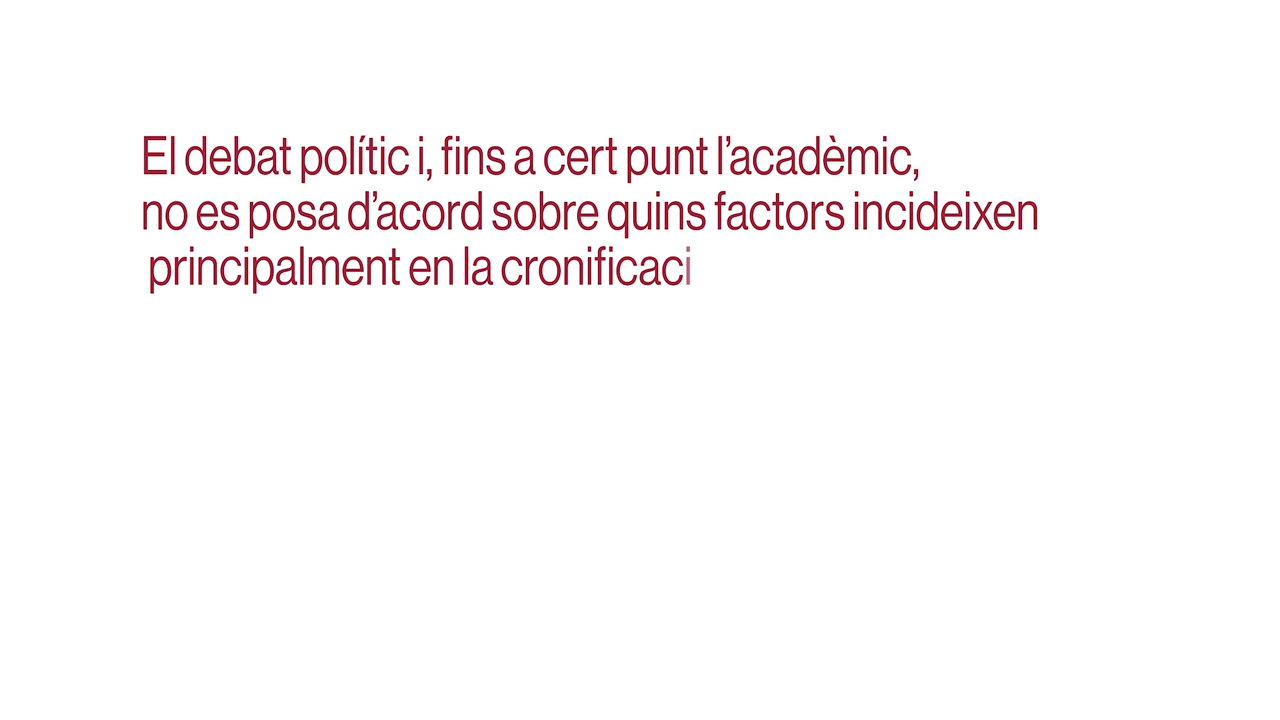 El debat polític i, fins a cert punt l’acadèmic,
no es posa d’acord sobre quins factors incideixen
principalment en la cronificaci